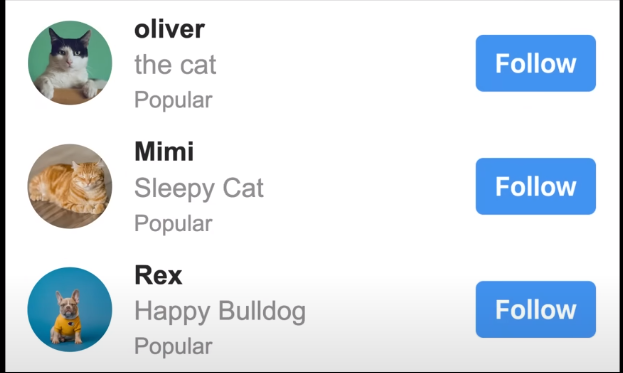 oliver
the cat
Popular
Follow
Mimi
Sleepy Cat
Popular
Follow
Rex
Happy Bulldog
Popular
Follow